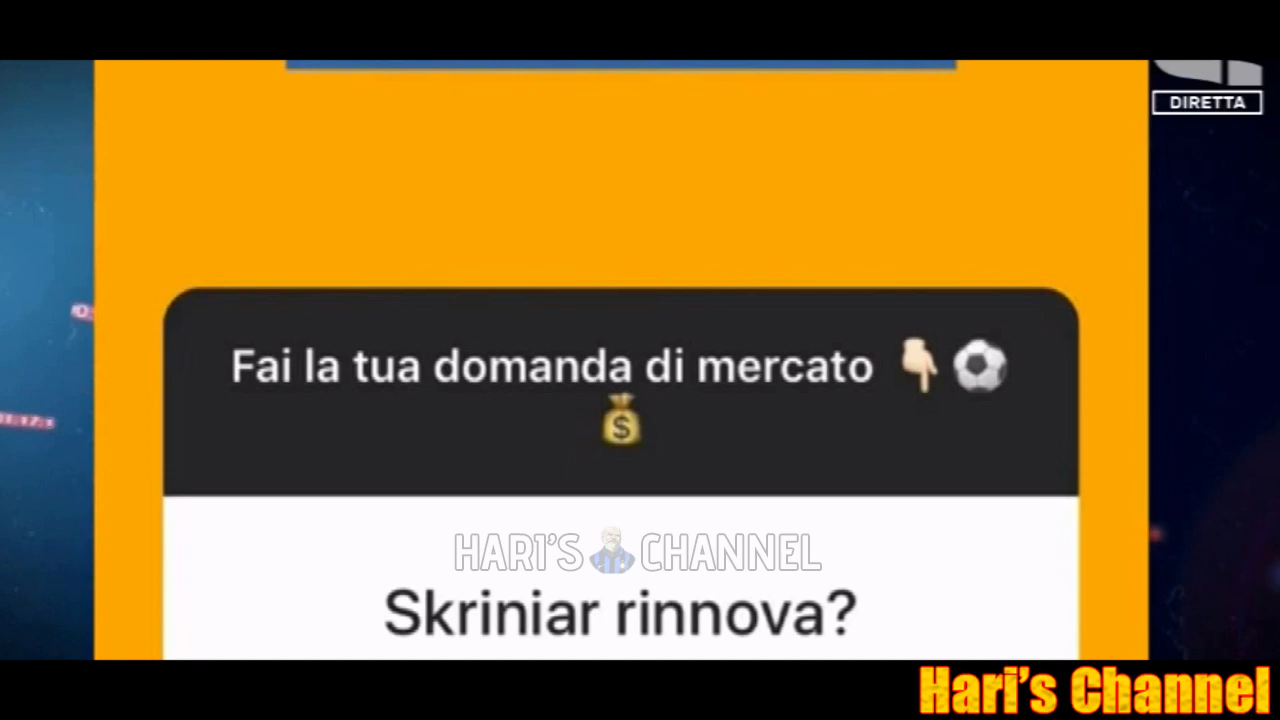 DIRETTA
Fai la tua domanda di mercato 👇🏻⚽
💰
HARI'S CHANNEL
Skriniar rinnova?
Hari's Channel